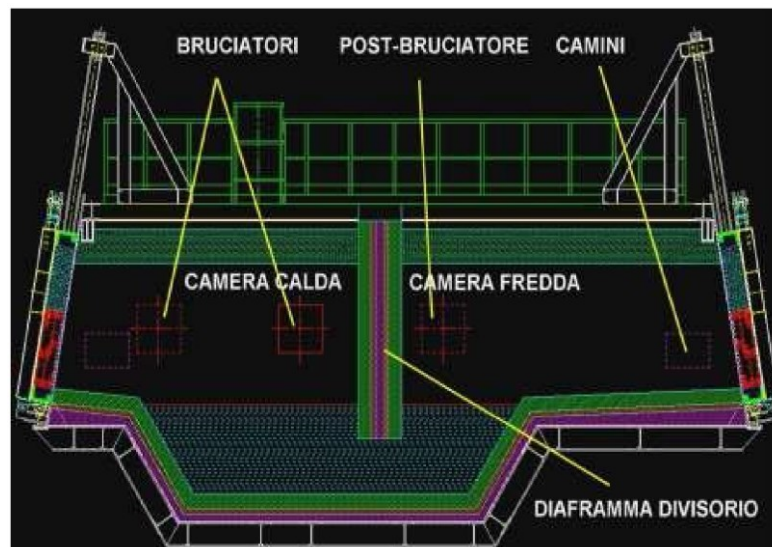 BRUCIATORI
POST-BRUCIATORE
CAMINI
CAMERA CALDA
CAMERA FREDDA
DIAFRAMMA DIVISORIO